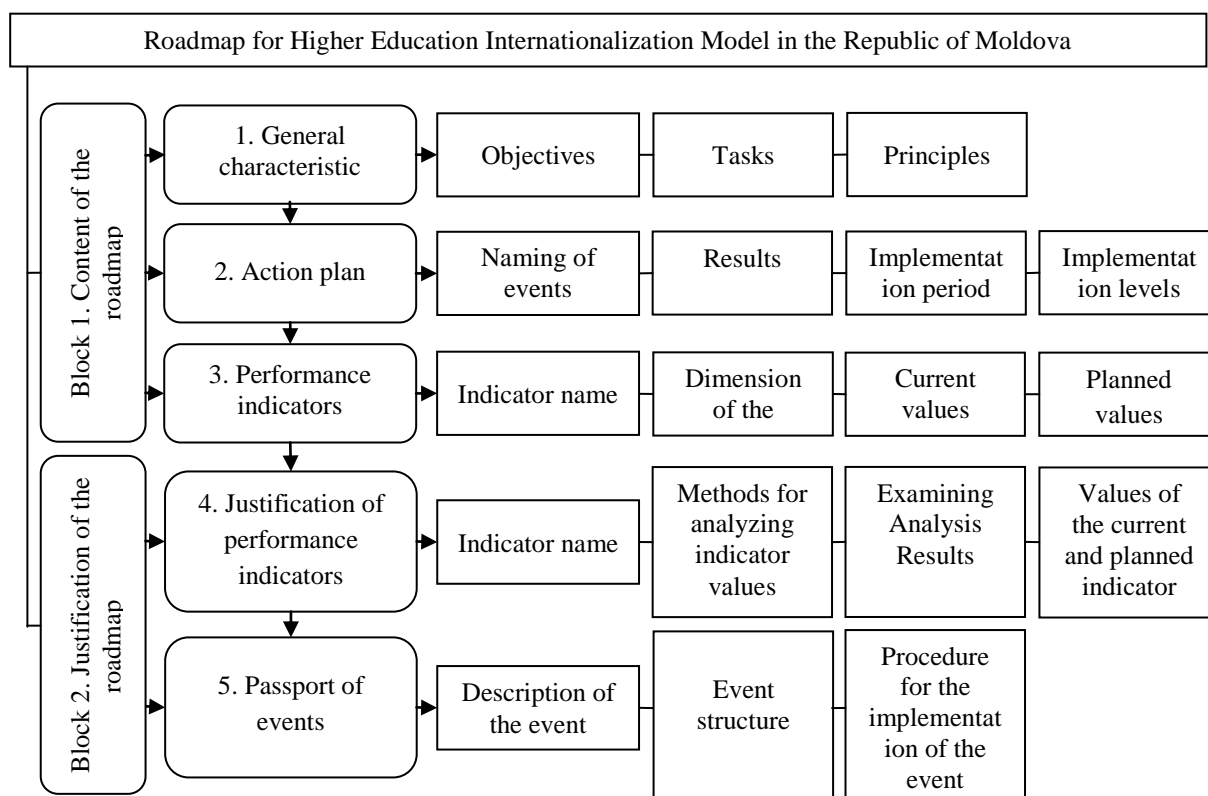 Roadmap for Higher Education Internationalization Model in the Republic of Moldova
Block 1. Content of the
roadmap
1. General
characteristic
Objectives
Tasks
Principles
2. Action plan
Naming of
events
Results
Implementat
ion period
Implementat
ion levels
3. Performance
indicators
Indicator name
Dimension
of the
Current
values
Planned
values
Block 2. Justification of the
roadmap
4. Justification of
performance
indicators
Indicator name
Methods for
analyzing
indicator
values
Examining
Analysis
Results
Values of
the current
and planned
indicator
5. Passport of
events
Description of
the event
Event
structure
Procedure
for the
implementat
ion of the
event